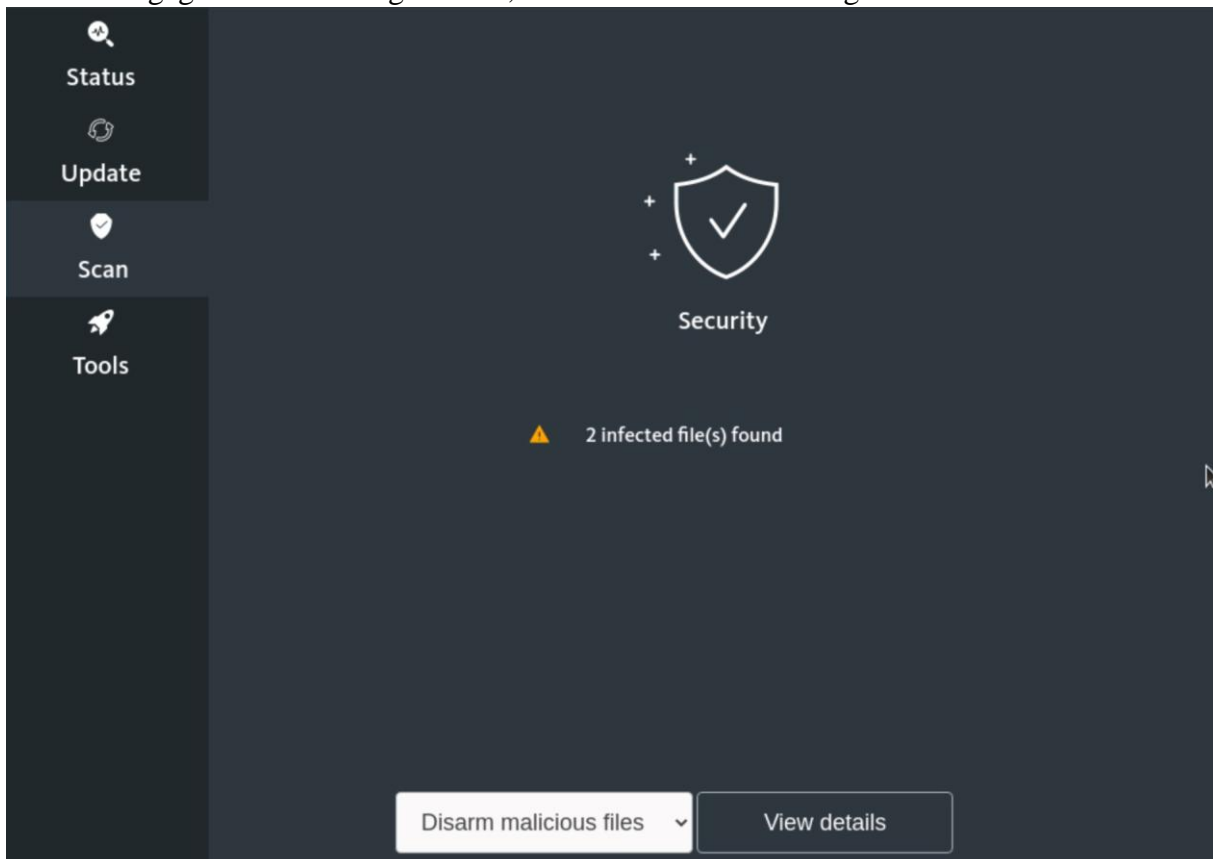 Status
Update
Scan
Tools
Security
2 infected file(s) found
Disarm malicious files
View details